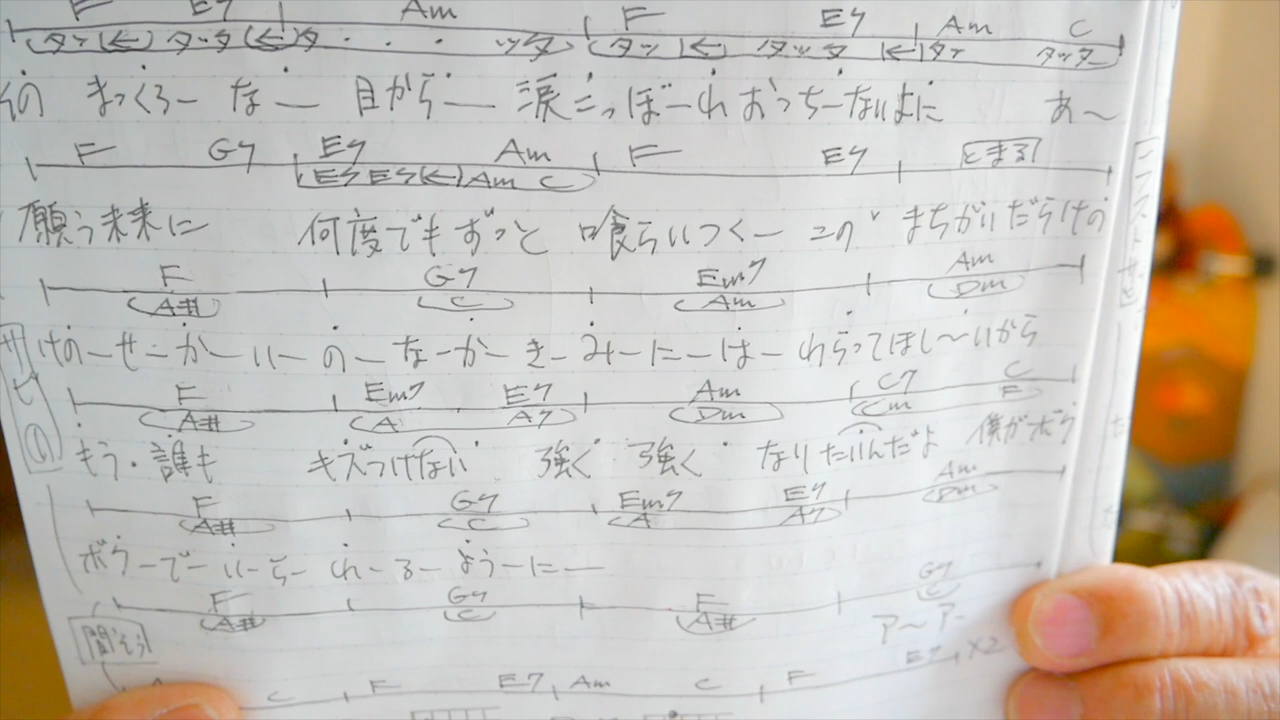 F E7 Am F E7 Am C
(タッ(←) タッタ(←)タ ・ ・ ・ ッタ) (タッ (←) タッタ (←)タァ タッター)
その まっくろーなー 目からー 涙こっぼーれおっちーないよに あ〜
F G7 E7 Am F E7 とまる
E7 E7(←)Am C
願う未来に 何度でもずっと 喰らいつくー この まちがいだらけの
F G7 Em7 Am
(A#) (C) (Am) (Dm)
サビの
けのーせーかーいーのーなーかーきーみーにーはー わらってほし〜いから
F Em7 E7 Am C7 C
(A#) (A A7) (Dm) (Cm F)
もう・誰も キズつけない 強く 強く なりたいんだよ 僕がボク
F G7 Em7 E7 Am
(A#) (C) (A A7) (Dm)
ボクーでーいーらーれーるーようーにー
F G7 F G7
(A#) (C) (A#) (C)
間そう ア〜ア-
C F E7 Am C F E7 ×2